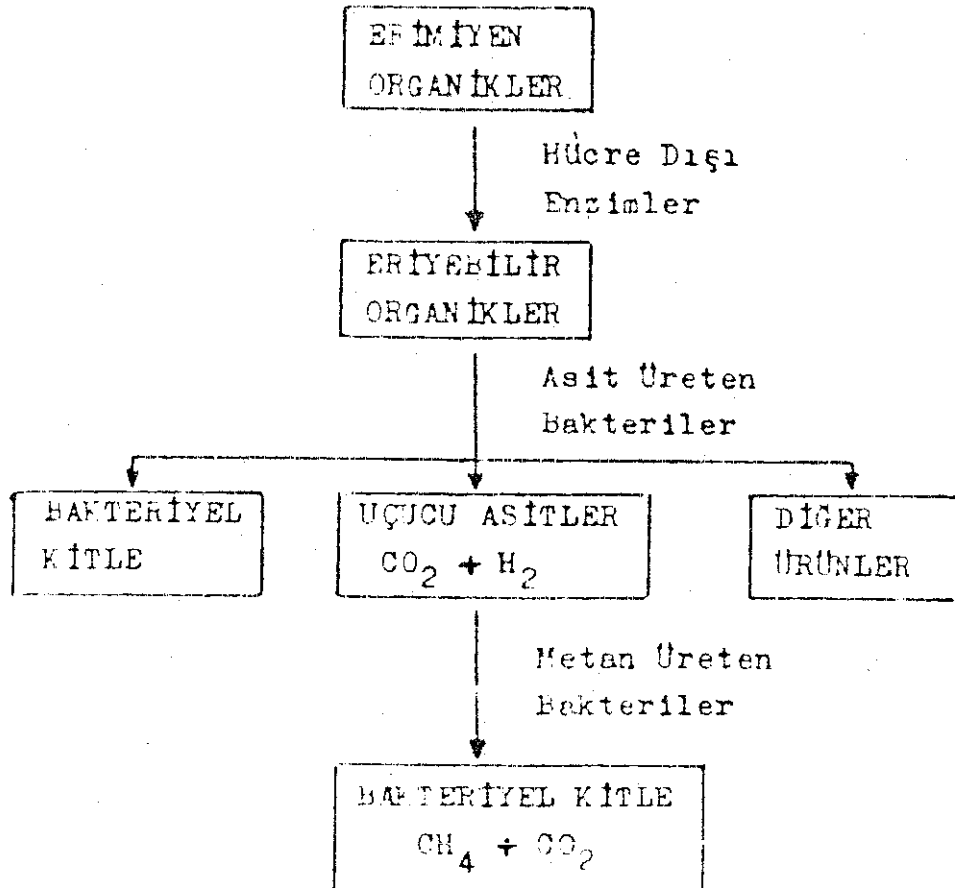 ERİMİYEN
ORGANİKLER
Hücre Dışı
Enzimler
ERİYEBİLİR
ORGANİKLER
Asit Üreten
Bakteriler
BAKTERİYEL
KİTLE
UÇUCU ASİTLER
CO₂ + H₂
DİĞER
ÜRÜNLER
Metan Üreten
Bakteriler
BAKTERİYEL KİTLE
CH₄ + CO₂